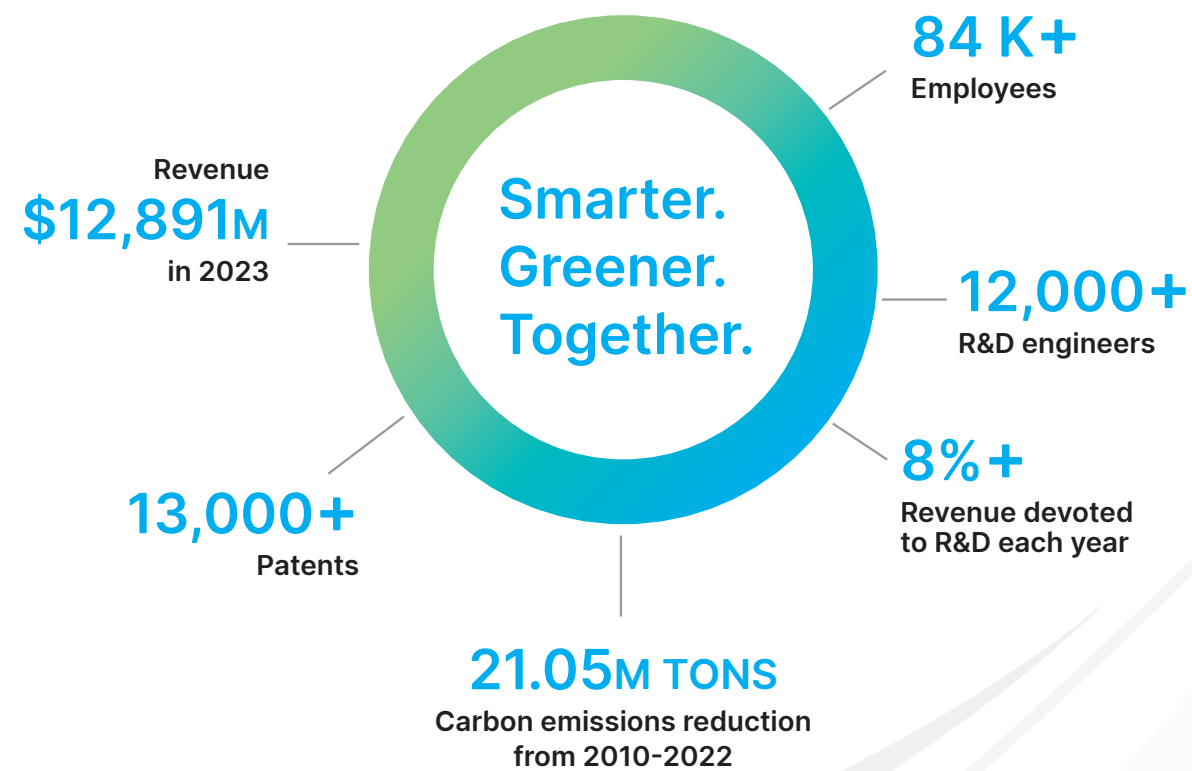 84 K+
Employees
Revenue
$12,891M
in 2023
Smarter.
Greener.
Together.
12,000+
R&D engineers
8%+
Revenue devoted
to R&D each year
13,000+
Patents
21.05M TONS
Carbon emissions reduction
from 2010-2022